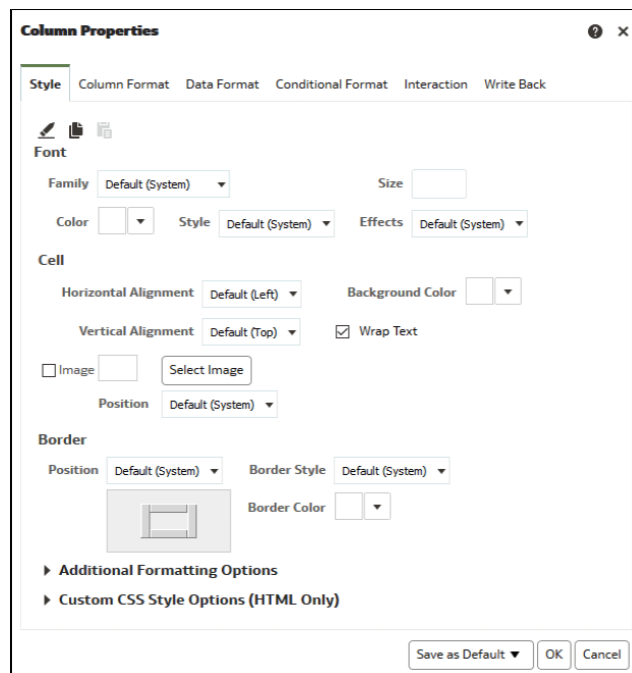 Column Properties
Style Column Format Data Format Conditional Format Interaction Write Back
Font
Family Default (System) Size
Color Style Default (System) Effects Default (System)
Cell
Horizontal Alignment Default (Left) Background Color
Vertical Alignment Default (Top) Wrap Text
Image Select Image
Position Default (System)
Border
Position Default (System) Border Style Default (System)
Border Color
Additional Formatting Options
Custom CSS Style Options (HTML Only)
Save as Default OK Cancel